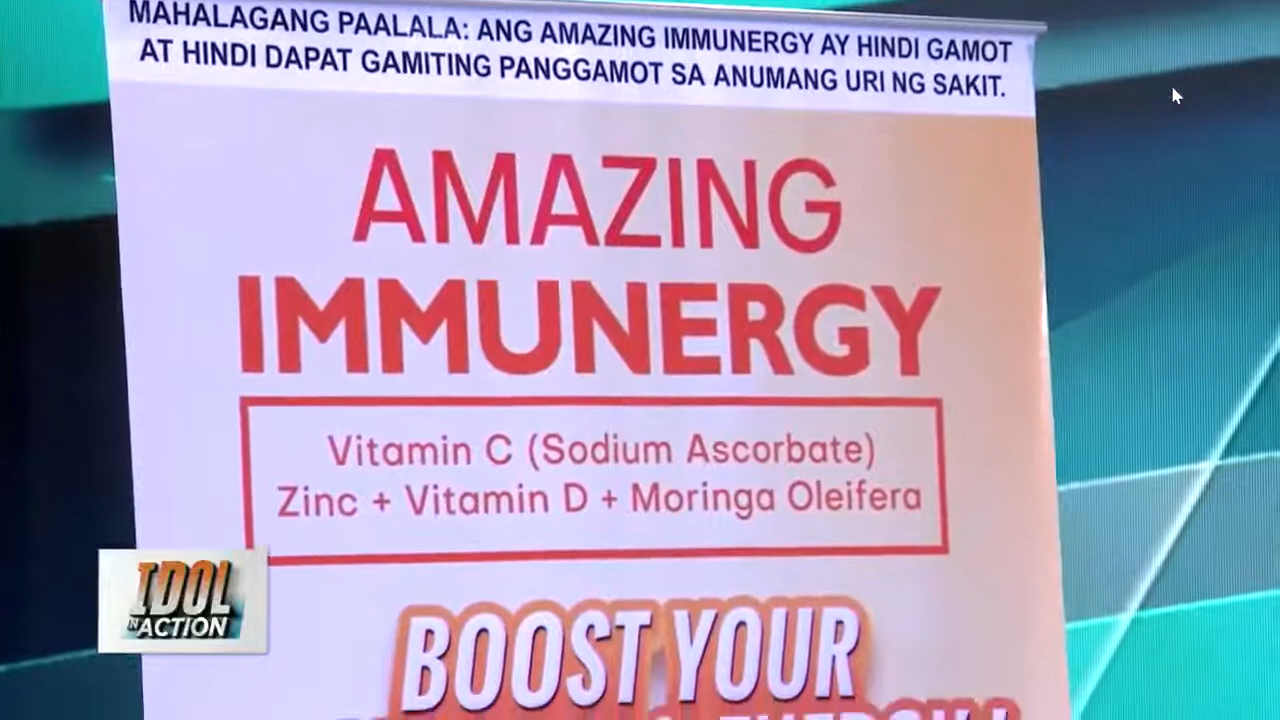 MAHALAGANG PAALALA: ANG AMAZING IMMUNERGY AY HINDI GAMOT
AT HINDI DAPAT GAMITING PANGGAMOT SA ANUMANG URI NG SAKIT.
AMAZING
IMMUNERGY
Vitamin C (Sodium Ascorbate)
Zinc + Vitamin D + Moringa Oleifera
IDOL
IN ACTION
BOOST YOUR